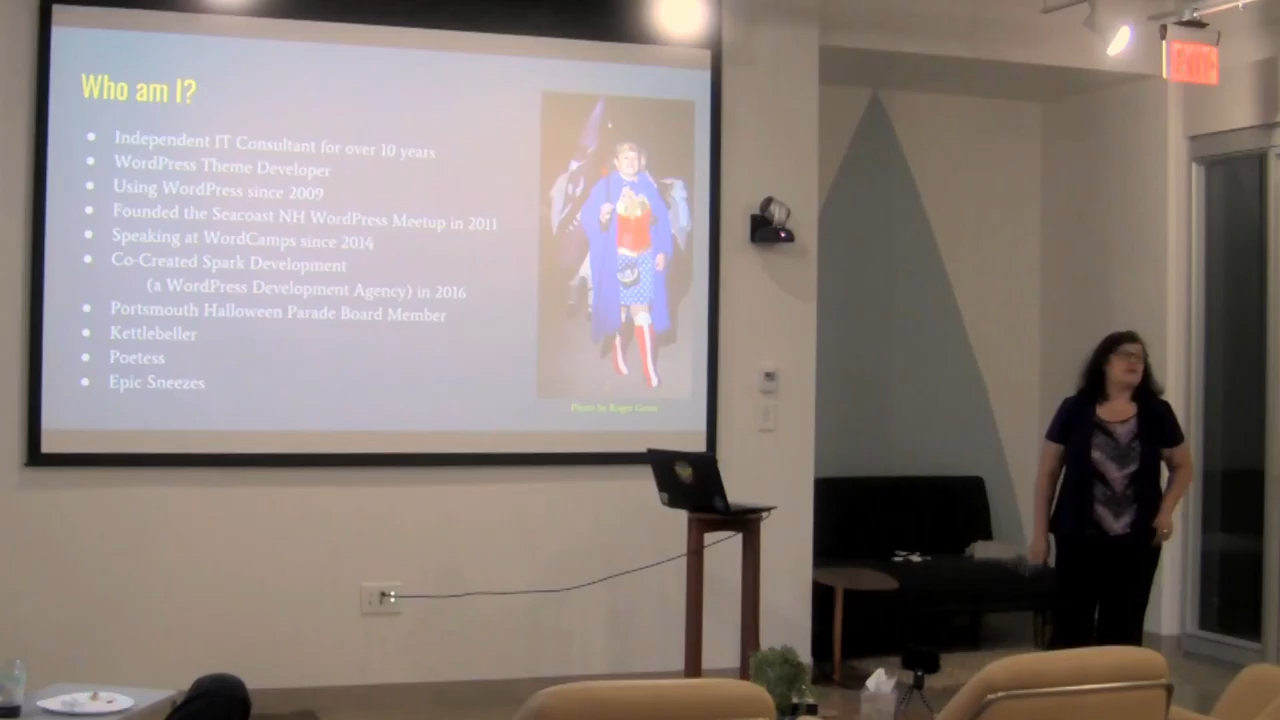 Who am I?
Independent IT Consultant for over 10 years
WordPress Theme Developer
Using WordPress since 2009
Founded the Seacoast NH WordPress Meetup in 2011
Speaking at WordCamps since 2014
Co-Created Spark Development
(a WordPress Development Agency) in 2016
Portsmouth Halloween Parade Board Member
Kettlebeller
Poetess
Epic Sneezes
Photo by Roger
EXIT